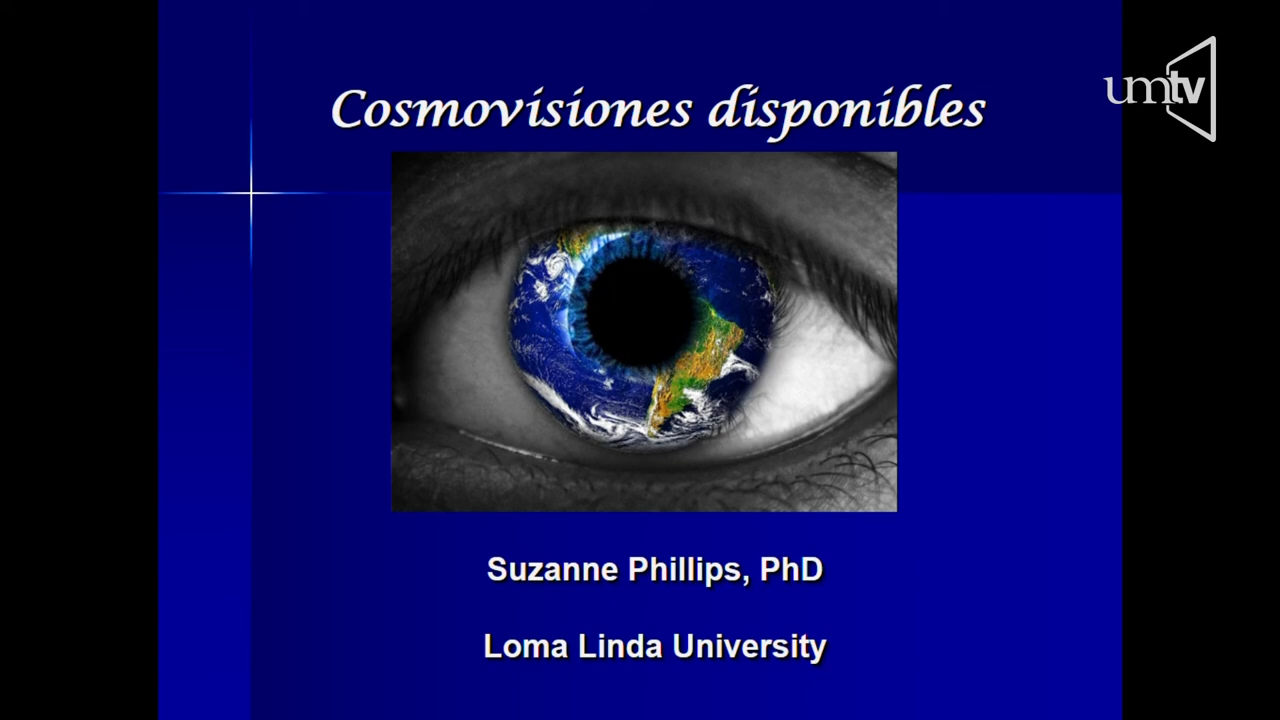 umtv
Cosmovisiones disponibles
Suzanne Phillips, PhD
Loma Linda University